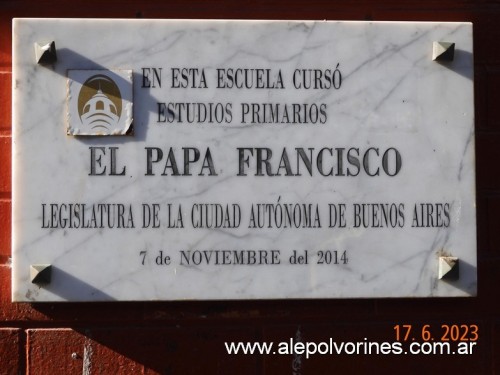 EN ESTA ESCUELA CURSÓ
ESTUDIOS PRIMARIOS
EL PAPA FRANCISCO
LEGISLATURA DE LA CIUDAD AUTÓNOMA DE BUENOS AIRES
7 de NOVIEMBRE del 2014
17. 6. 2023
www.alepolvorines.com.ar